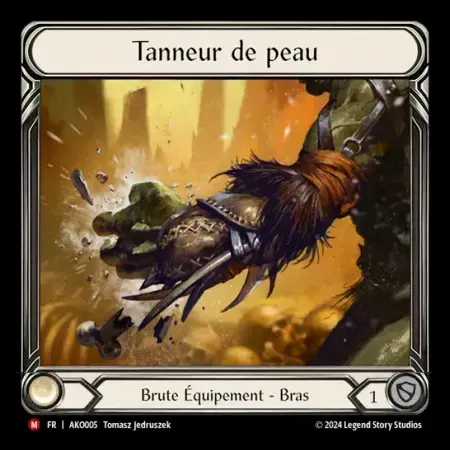 Tanneur de peau
Brute Équipement - Bras
1
M FR | AKO005 Tomasz Jedruszek
© 2024 Legend Story Studios